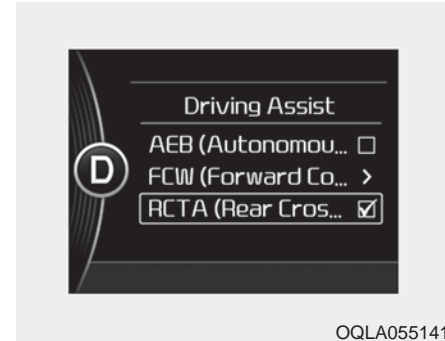 Driving Assist
AEB (Autonomou...
D
FCW (Forward Co... >
RCTA (Rear Cros...
OQLA055141